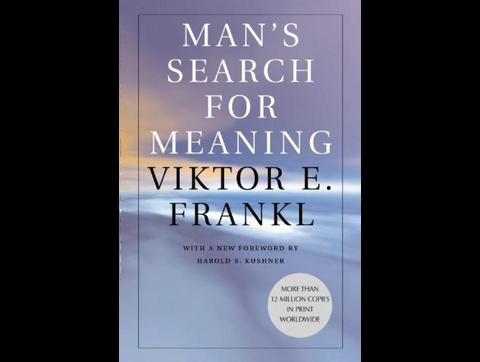 MAN'S
SEARCH
FOR
MEANING
VIKTOR E.
FRANKL
WITH A NEW FOREWORD BY
HAROLD S. KUSHNER
MORE THAN
12 MILLION COPIES
IN PRINT
WORLDWIDE